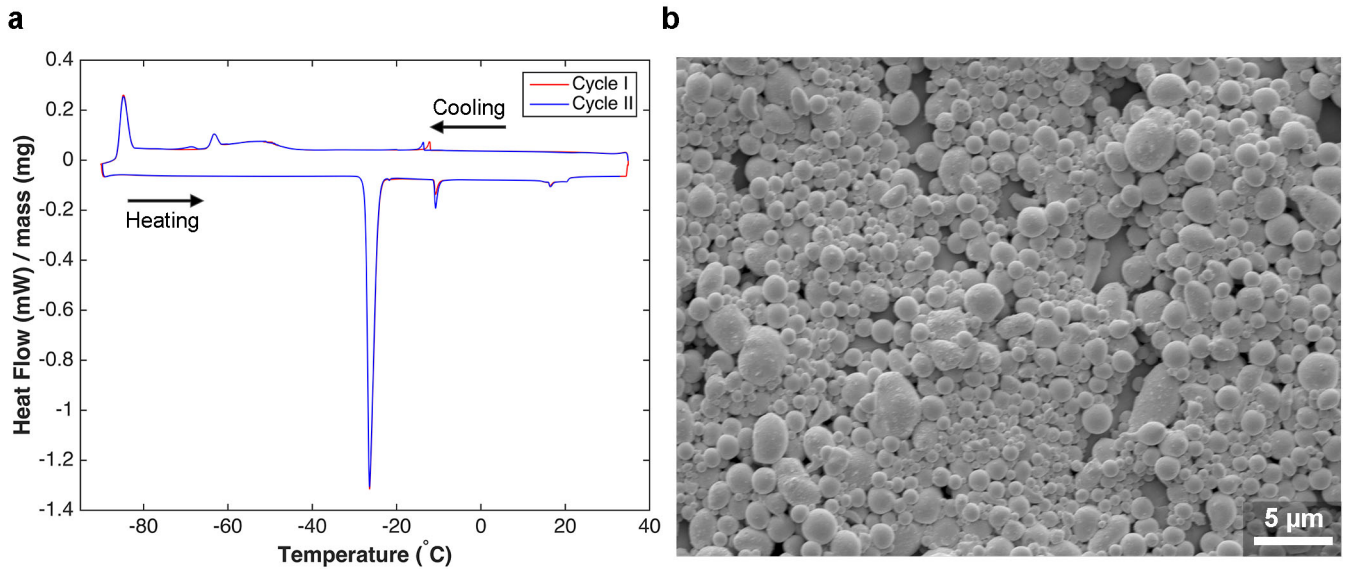 a
b
0.4
0.2
0
-0.2
-0.4
-0.6
-0.8
-1
-1.2
-1.4
Heat Flow (mW) / mass (mg)
Cycle I
Cycle II
Cooling
Heating
-80
-60
-40
-20
0
20
40
Temperature (°C)
5 µm